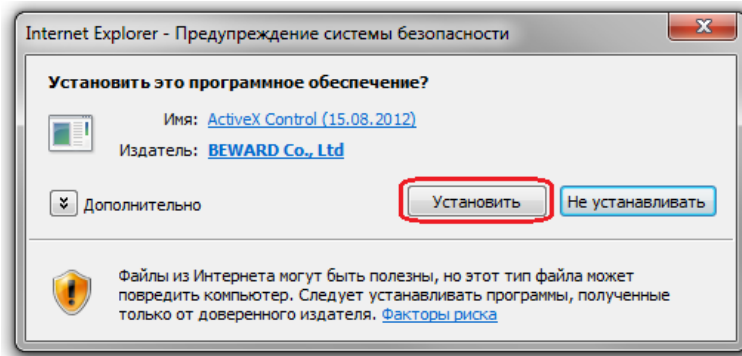 Internet Explorer - Предупреждение системы безопасности
Установить это программное обеспечение?
Имя: ActiveX Control (15.08.2012)
Издатель: BEWARD Co., Ltd
Дополнительно Установить Не устанавливать
Файлы из Интернета могут быть полезны, но этот тип файла может
повредить компьютер. Следует устанавливать программы, полученные
только от доверенного издателя. Факторы риска